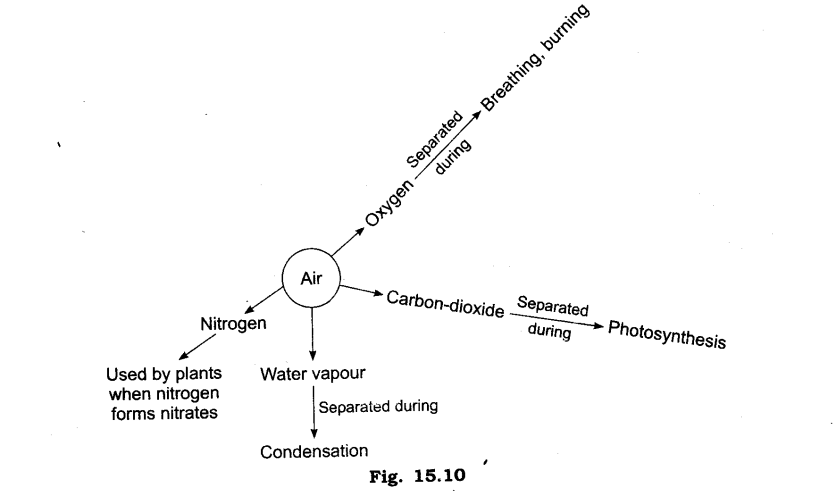 Breathing, burning
Separated
during
Oxygen
Air
Carbon-dioxide
Separated
during
Photosynthesis
Nitrogen
Used by plants
when nitrogen
forms nitrates
Water vapour
Separated during
Condensation
Fig. 15.10